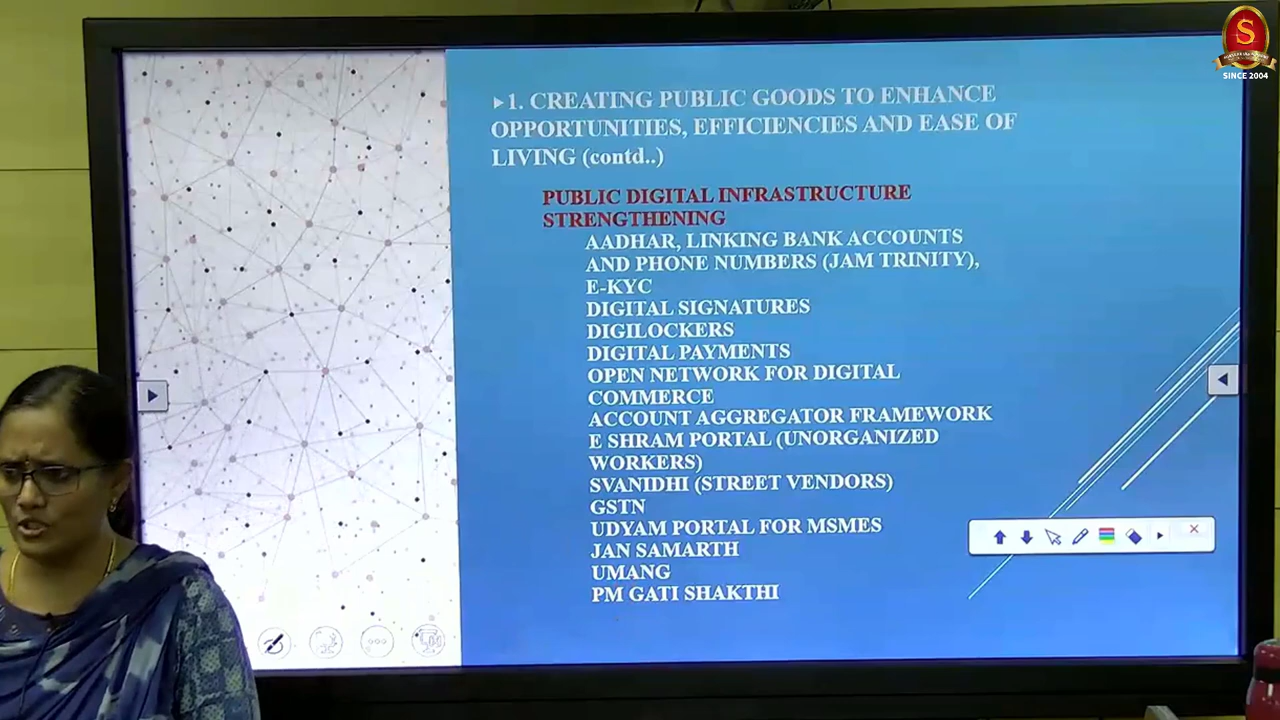 S
SINCE 2004
1. CREATING PUBLIC GOODS TO ENHANCE
OPPORTUNITIES, EFFICIENCIES AND EASE OF
LIVING (contd..)
PUBLIC DIGITAL INFRASTRUCTURE
STRENGTHENING
AADHAR, LINKING BANK ACCOUNTS
AND PHONE NUMBERS (JAM TRINITY),
E-KYC
DIGITAL SIGNATURES
DIGILOCKERS
DIGITAL PAYMENTS
OPEN NETWORK FOR DIGITAL
COMMERCE
ACCOUNT AGGREGATOR FRAMEWORK
E SHRAM PORTAL (UNORGANIZED
WORKERS)
SVANIDHI (STREET VENDORS)
GSTN
UDYAM PORTAL FOR MSMES
JAN SAMARTH
UMANG
PM GATI SHAKTHI